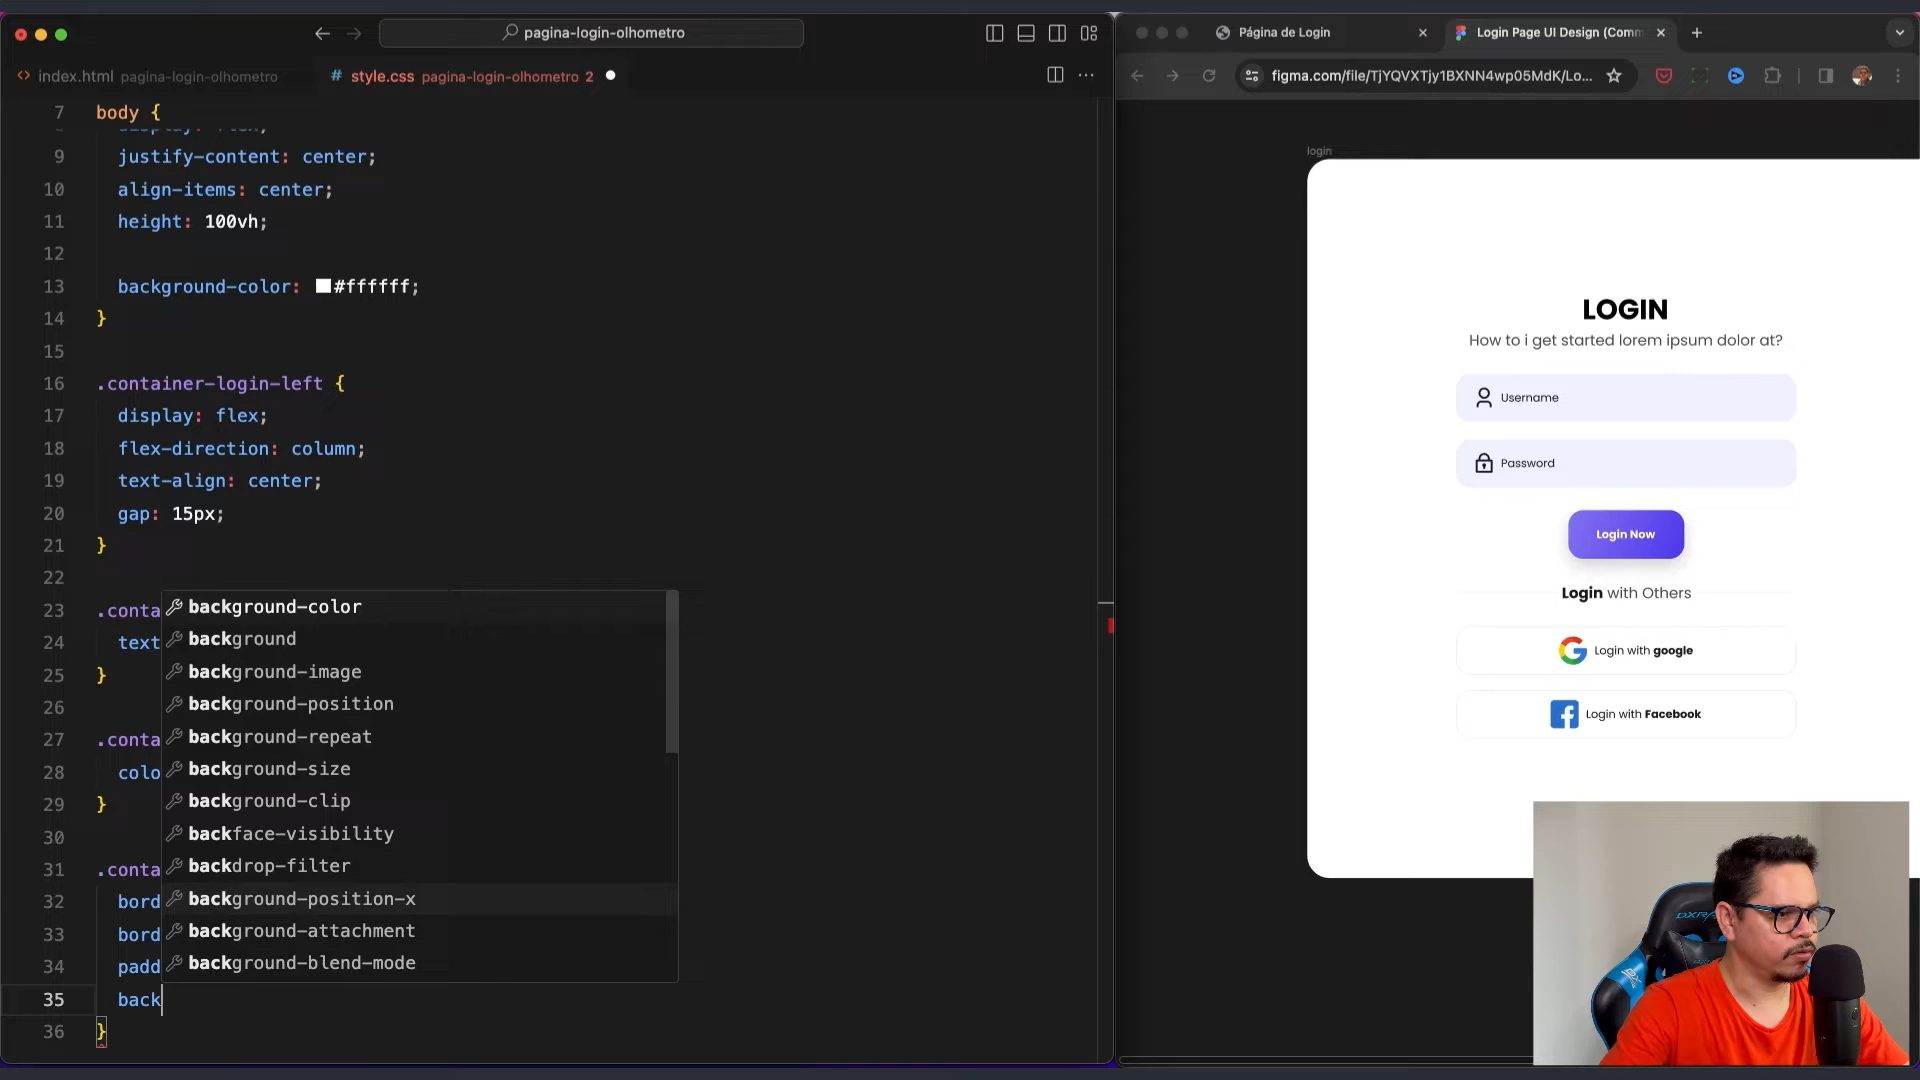 pagina-login-olhometro
index.html pagina-login-olhometro
# style.css pagina-login-olhometro 2
7 body {
9 justify-content: center;
10 align-items: center;
11 height: 100vh;
12
13 background-color: #ffffff;
14 }
15
16 .container-login-left {
17 display: flex;
18 flex-direction: column;
19 text-align: center;
20 gap: 15px;
21 }
22
23 .conta
24 text
25 }
26
27 .conta
28 colo
29 }
30
31 .conta
32 bord
33 bord
34 padd
35 back
36 }
background-color
background
background-image
background-position
background-repeat
background-size
background-clip
backface-visibility
backdrop-filter
background-position-x
background-attachment
background-blend-mode
Página de Login
Login Page UI Design (Comm
figma.com/file/TjYQVXTjy1BXNN4wp05MdK/Lo...
login
LOGIN
How to i get started lorem ipsum dolor at?
Username
Password
Login Now
Login with Others
Login with google
Login with Facebook